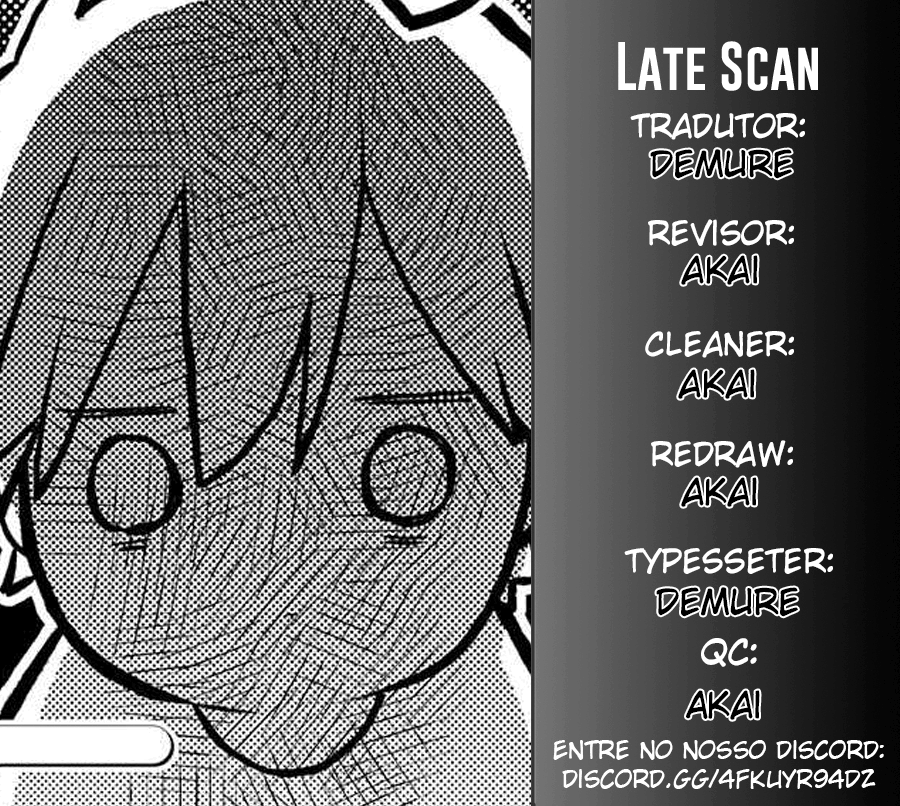 LATE SCAN
TRADUTOR:
DEMURE
REVISOR:
AKAI
CLEANER:
AKAI
REDRAW:
AKAI
TYPESSETER:
DEMURE
QC:
AKAI
ENTRE NO NOSSO DISCORD:
DISCORD.GG/4FKUYR94DZ